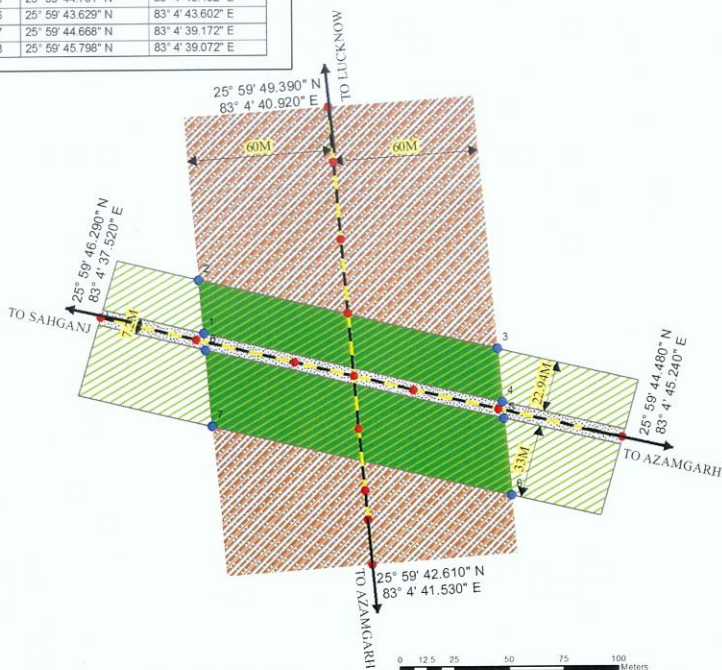 6 25° 59' 43.629" N 83° 4' 43.602" E
7 25° 59' 44.668" N 83° 4' 39.172" E
8 25° 59' 45.798" N 83° 4' 39.072" E
TO LUCKNOW
25° 59' 49.390" N
83° 4' 40.920" E
60M
60M
25° 59' 46.290" N
83° 4' 37.520" E
2
TO SAHGANJ
1
3
22.94M
4
25° 59' 44.480" N
83° 4' 45.240" E
7
33M
TO AZAMGARH
6
25° 59' 42.610" N
83° 4' 41.530" E
TO AZAMGARH
0 12.5 25 50 75 100
Meters